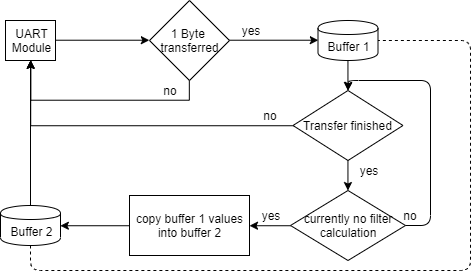 UART
Module
1 Byte
transferred
yes
Buffer 1
no
no
Transfer finished
yes
Buffer 2
copy buffer 1 values
into buffer 2
yes
currently no filter
calculation
no